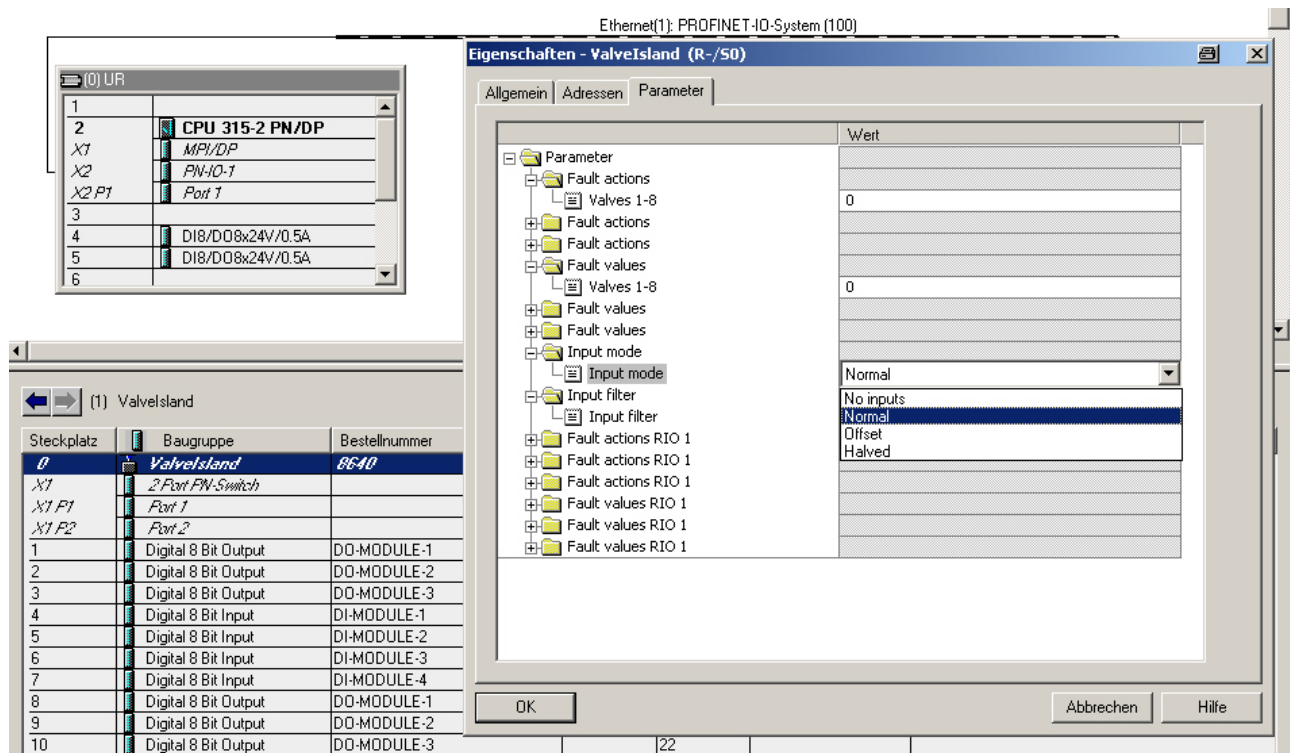 Ethernet(1): PROFINET-IO-System (100)
(0) UR
1
2 CPU 315-2 PN/DP
X1 MPI/DP
X2 PN-IO-1
X2 P1 Port 1
3
4 DI8/DO8x24V/0.5A
5 DI8/DO8x24V/0.5A
6
Eigenschaften - ValveIsland (R-/S0)
Allgemein Adressen Parameter
Wert
Parameter
Fault actions
Valves 1-8 0
Fault actions
Fault actions
Fault values
Valves 1-8 0
Fault values
Fault values
Input mode
Input mode Normal
Input filter No inputs
Normal
Input filter Offset
Fault actions RIO 1 Halved
Fault actions RIO 1
Fault actions RIO 1
Fault values RIO 1
Fault values RIO 1
Fault values RIO 1
OK Abbrechen Hilfe
(1) ValveIsland
Steckplatz Baugruppe Bestellnummer
0 ValveIsland 8640
X1 2 Port PN-Switch
X1 P1 Port 1
X1 P2 Port 2
1 Digital 8 Bit Output DO-MODULE-1
2 Digital 8 Bit Output DO-MODULE-2
3 Digital 8 Bit Output DO-MODULE-3
4 Digital 8 Bit Input DI-MODULE-1
5 Digital 8 Bit Input DI-MODULE-2
6 Digital 8 Bit Input DI-MODULE-3
7 Digital 8 Bit Input DI-MODULE-4
8 Digital 8 Bit Output DO-MODULE-1
9 Digital 8 Bit Output DO-MODULE-2
10 Digital 8 Bit Output DO-MODULE-3 22